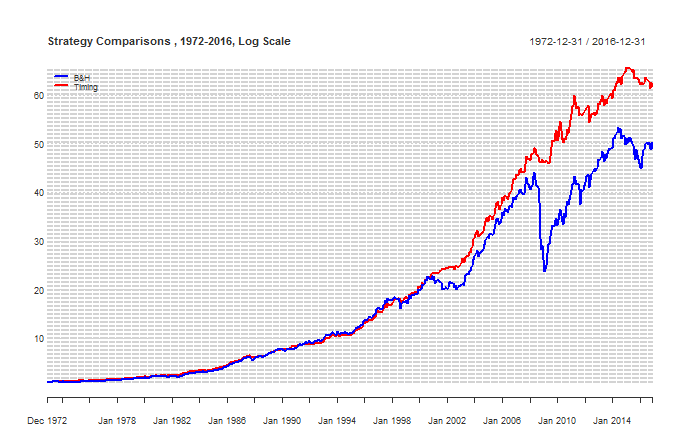 Strategy Comparisons , 1972-2016, Log Scale
1972-12-31 / 2016-12-31
B&H
Timing
60
50
40
30
20
10
Dec 1972 Jan 1978 Jan 1982 Jan 1986 Jan 1990 Jan 1994 Jan 1998 Jan 2002 Jan 2006 Jan 2010 Jan 2014